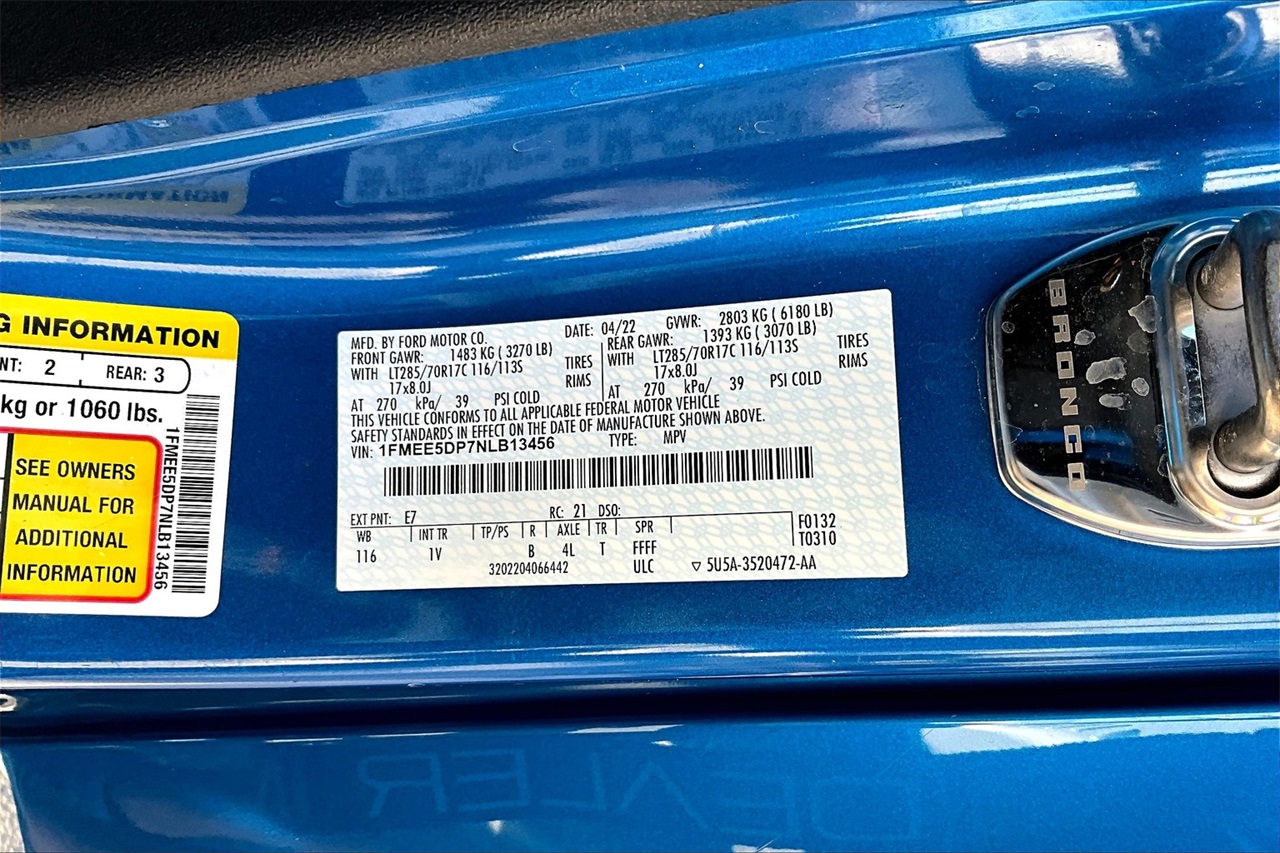 G INFORMATION
NT: 2 REAR: 3
kg or 1060 lbs.
SEE OWNERS
MANUAL FOR
ADDITIONAL
INFORMATION
1FMEE5DP7NLB13456
MFD. BY FORD MOTOR CO. DATE: 04/22 GVWR: 2803 KG ( 6180 LB)
FRONT GAWR: 1483 KG ( 3270 LB) REAR GAWR: 1393 KG ( 3070 LB)
WITH LT285/70R17C 116/113S TIRES WITH LT285/70R17C 116/113S TIRES
17x8.0J RIMS 17x8.0J RIMS
AT 270 kPa/ 39 PSI COLD AT 270 kPa/ 39 PSI COLD
THIS VEHICLE CONFORMS TO ALL APPLICABLE FEDERAL MOTOR VEHICLE
SAFETY STANDARDS IN EFFECT ON THE DATE OF MANUFACTURE SHOWN ABOVE.
VIN: 1FMEE5DP7NLB13456 TYPE: MPV
EXT PNT: E7 RC: 21 DSO:
WB INT TR TP/PS R AXLE TR SPR F0132
116 1V B 4L T FFFF T0310
3202204066442 ULC ▽ 5U5A-3520472-AA
BRONCO
DEALER